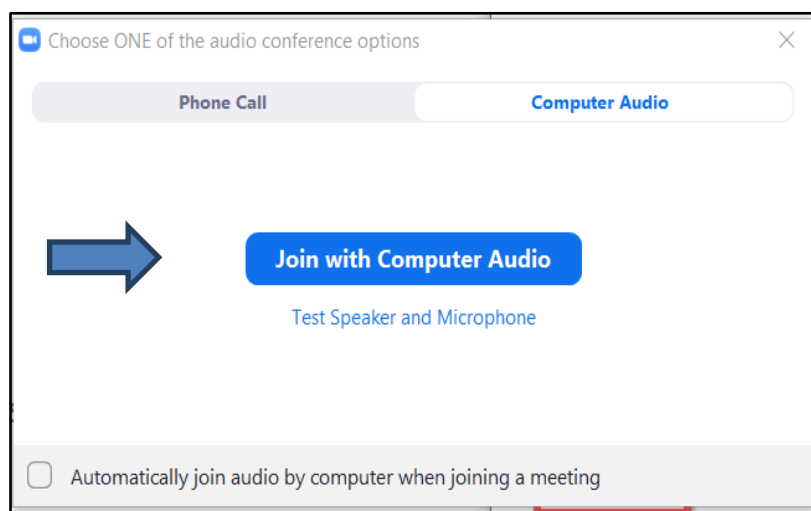 Choose ONE of the audio conference options
Phone Call
Computer Audio
Join with Computer Audio
Test Speaker and Microphone
Automatically join audio by computer when joining a meeting